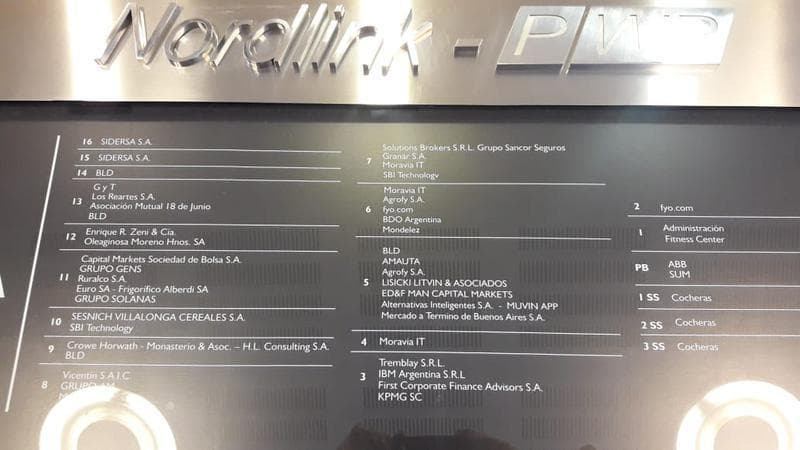 Nordlink - P/WP
16 SIDERSA S.A.
15 SIDERSA S.A.
14 BLD
13 G y T
Los Reartes S.A.
Asociación Mutual 18 de Junio
BLD
12 Enrique R. Zeni & Cia.
Oleaginosa Moreno Hnos. SA
11 Capital Markets Sociedad de Bolsa S.A.
GRUPO GENS
Ruralco S.A.
Euro SA - Frigorífico Alberdi SA
GRUPO SOLANAS
10 SESNICH VILLALONGA CEREALES S.A.
SBI Technology
9 Crowe Horwath - Monasterio & Asoc. – H.L. Consulting S.A.
BLD
8 Vicentin S.A.I.C.
GRUPO
7 Solutions Brokers S.R.L. Grupo Sancor Seguros
Granar S.A.
Moravia IT
SBI Technology
6 Moravia IT
Agrofy S.A.
fyo.com
BDO Argentina
Mondelez
5 BLD
AMAUTA
Agrofy S.A.
LISICKI LITVIN & ASOCIADOS
ED&F MAN CAPITAL MARKETS
Alternativas Inteligentes S.A. - MUVIN APP
Mercado a Termino de Buenos Aires S.A.
4 Moravia IT
3 Tremblay S.R.L.
IBM Argentina S.R.L
First Corporate Finance Advisors S.A.
KPMG SC
2 fyo.com
1 Administración
Fitness Center
PB ABB
SUM
1 SS Cocheras
2 SS Cocheras
3 SS Cocheras